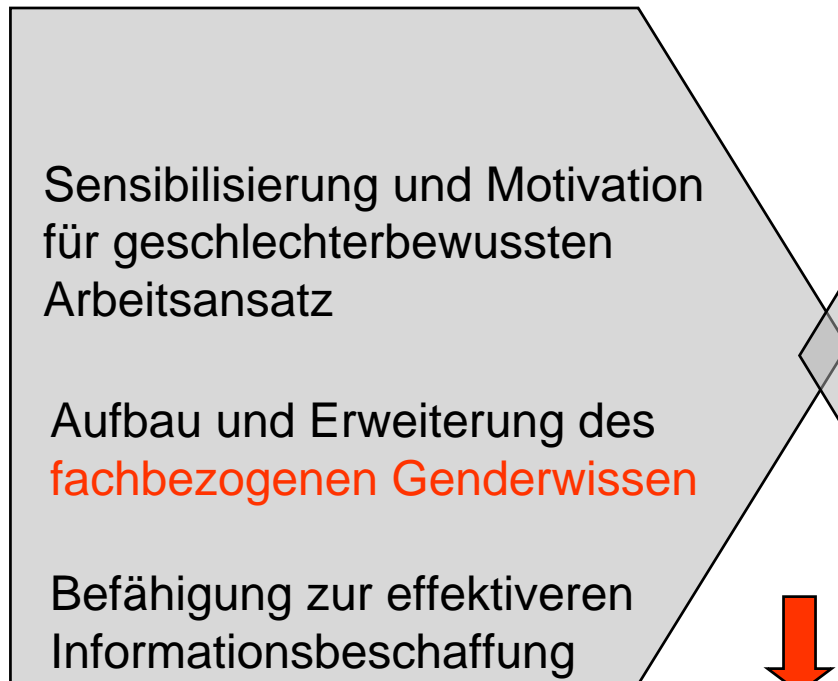 Sensibilisierung und Motivation
für geschlechterbewussten
Arbeitsansatz
Aufbau und Erweiterung des
fachbezogenen Genderwissen
Befähigung zur effektiveren
Informationsbeschaffung